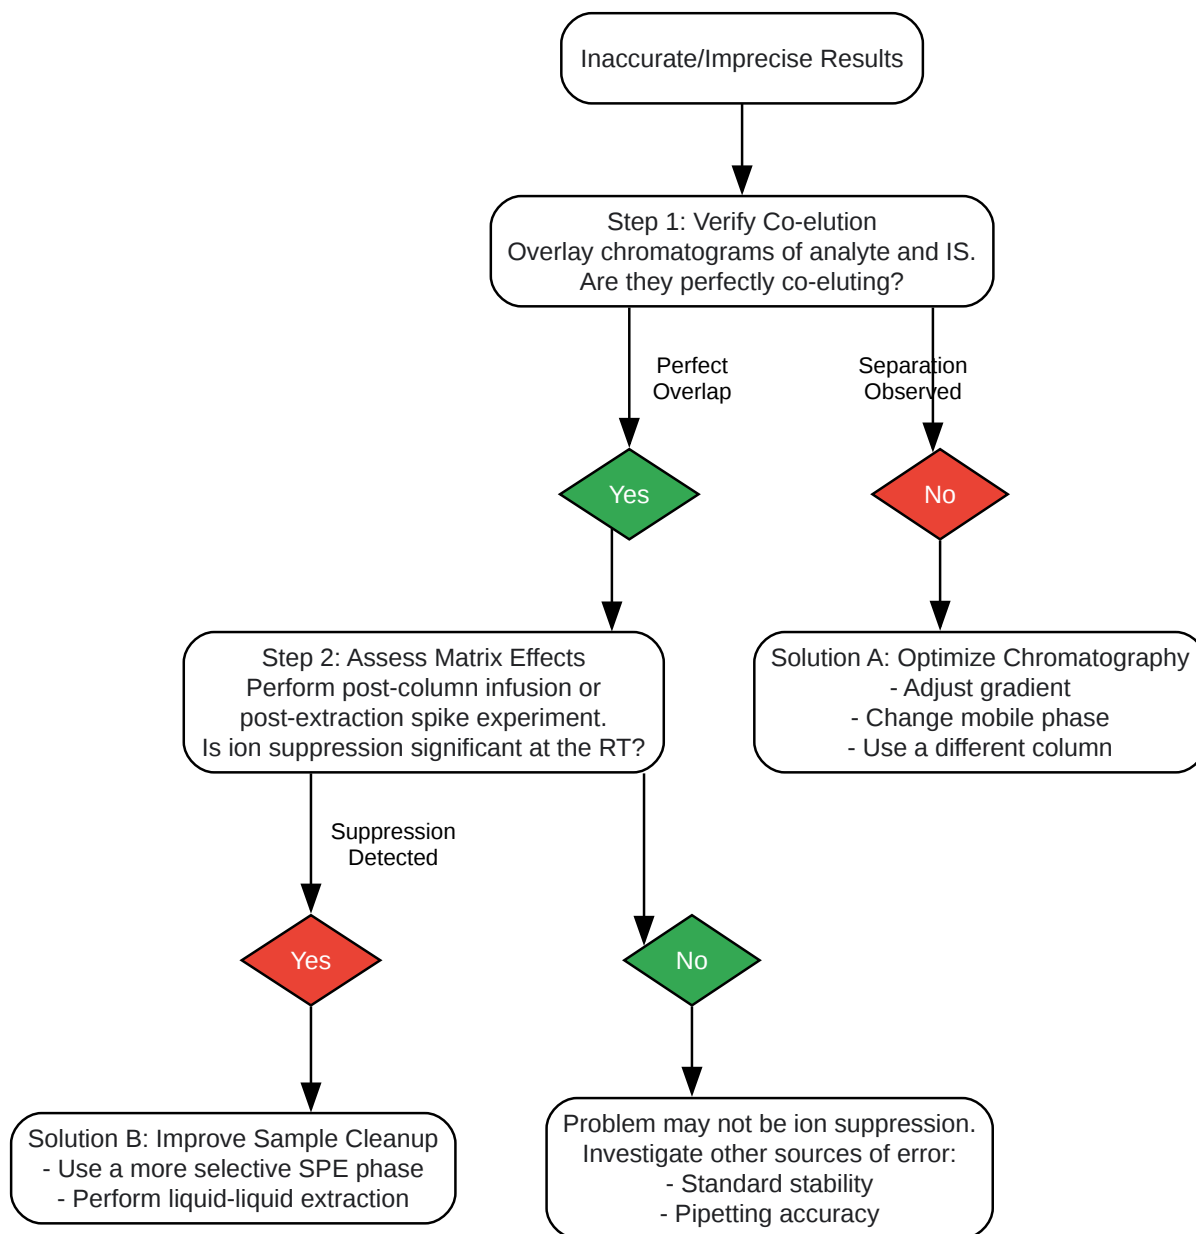 Inaccurate/Imprecise Results
Step 1: Verify Co-elution
Overlay chromatograms of analyte and IS.
Are they perfectly co-eluting?
Perfect
Overlap
Separation
Observed
Yes
No
Step 2: Assess Matrix Effects
Perform post-column infusion or
post-extraction spike experiment.
Is ion suppression significant at the RT?
Solution A: Optimize Chromatography
- Adjust gradient
- Change mobile phase
- Use a different column
Suppression
Detected
Yes
No
Solution B: Improve Sample Cleanup
- Use a more selective SPE phase
- Perform liquid-liquid extraction
Problem may not be ion suppression.
Investigate other sources of error:
- Standard stability
- Pipetting accuracy